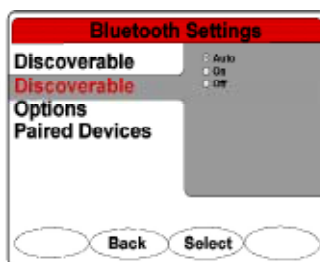 Bluetooth Settings
Discoverable
Auto
On
Discoverable
Off
Options
Paired Devices
Back Select